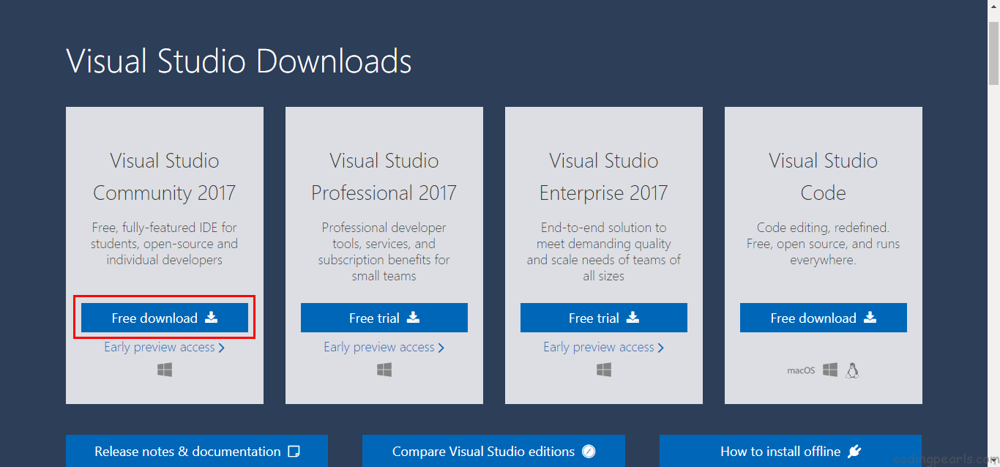 Visual Studio Downloads
Visual Studio
Community 2017
Free, fully-featured IDE for
students, open-source and
individual developers
Free download
Early preview access
Visual Studio
Professional 2017
Professional developer
tools, services, and
subscription benefits for
small teams
Free trial
Early preview access
Visual Studio
Enterprise 2017
End-to-end solution to
meet demanding quality
and scale needs of teams of
all sizes
Free trial
Early preview access
Visual Studio
Code
Code editing, redefined.
Free, open source, and runs
everywhere.
Free download
macOS
Release notes & documentation
Compare Visual Studio editions
How to install offline
codingpearls.com